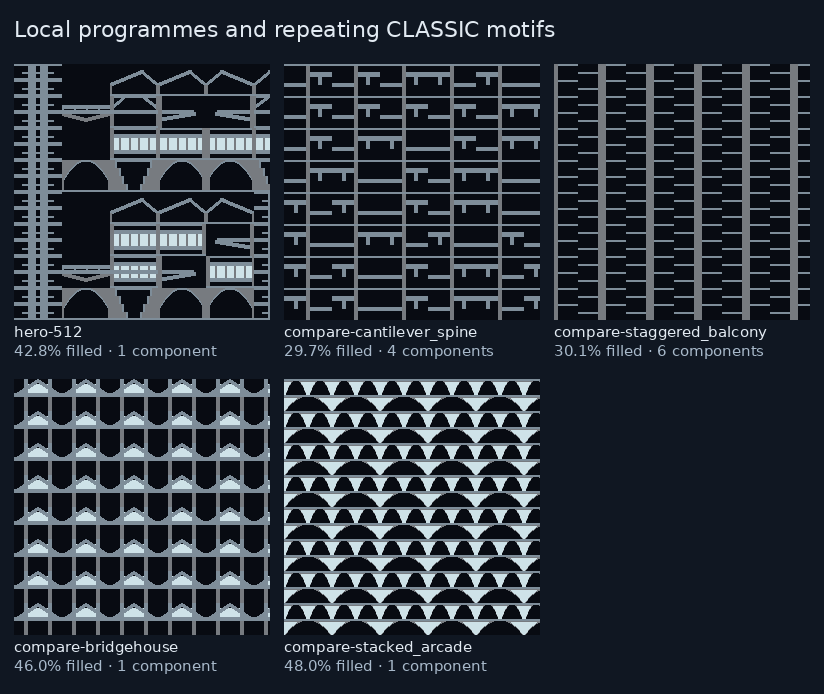 Local programmes and repeating CLASSIC motifs
hero-512
42.8% filled · 1 component
compare-cantilever_spine
29.7% filled · 4 components
compare-staggered_balcony
30.1% filled · 6 components
compare-bridgehouse
46.0% filled · 1 component
compare-stacked_arcade
48.0% filled · 1 component